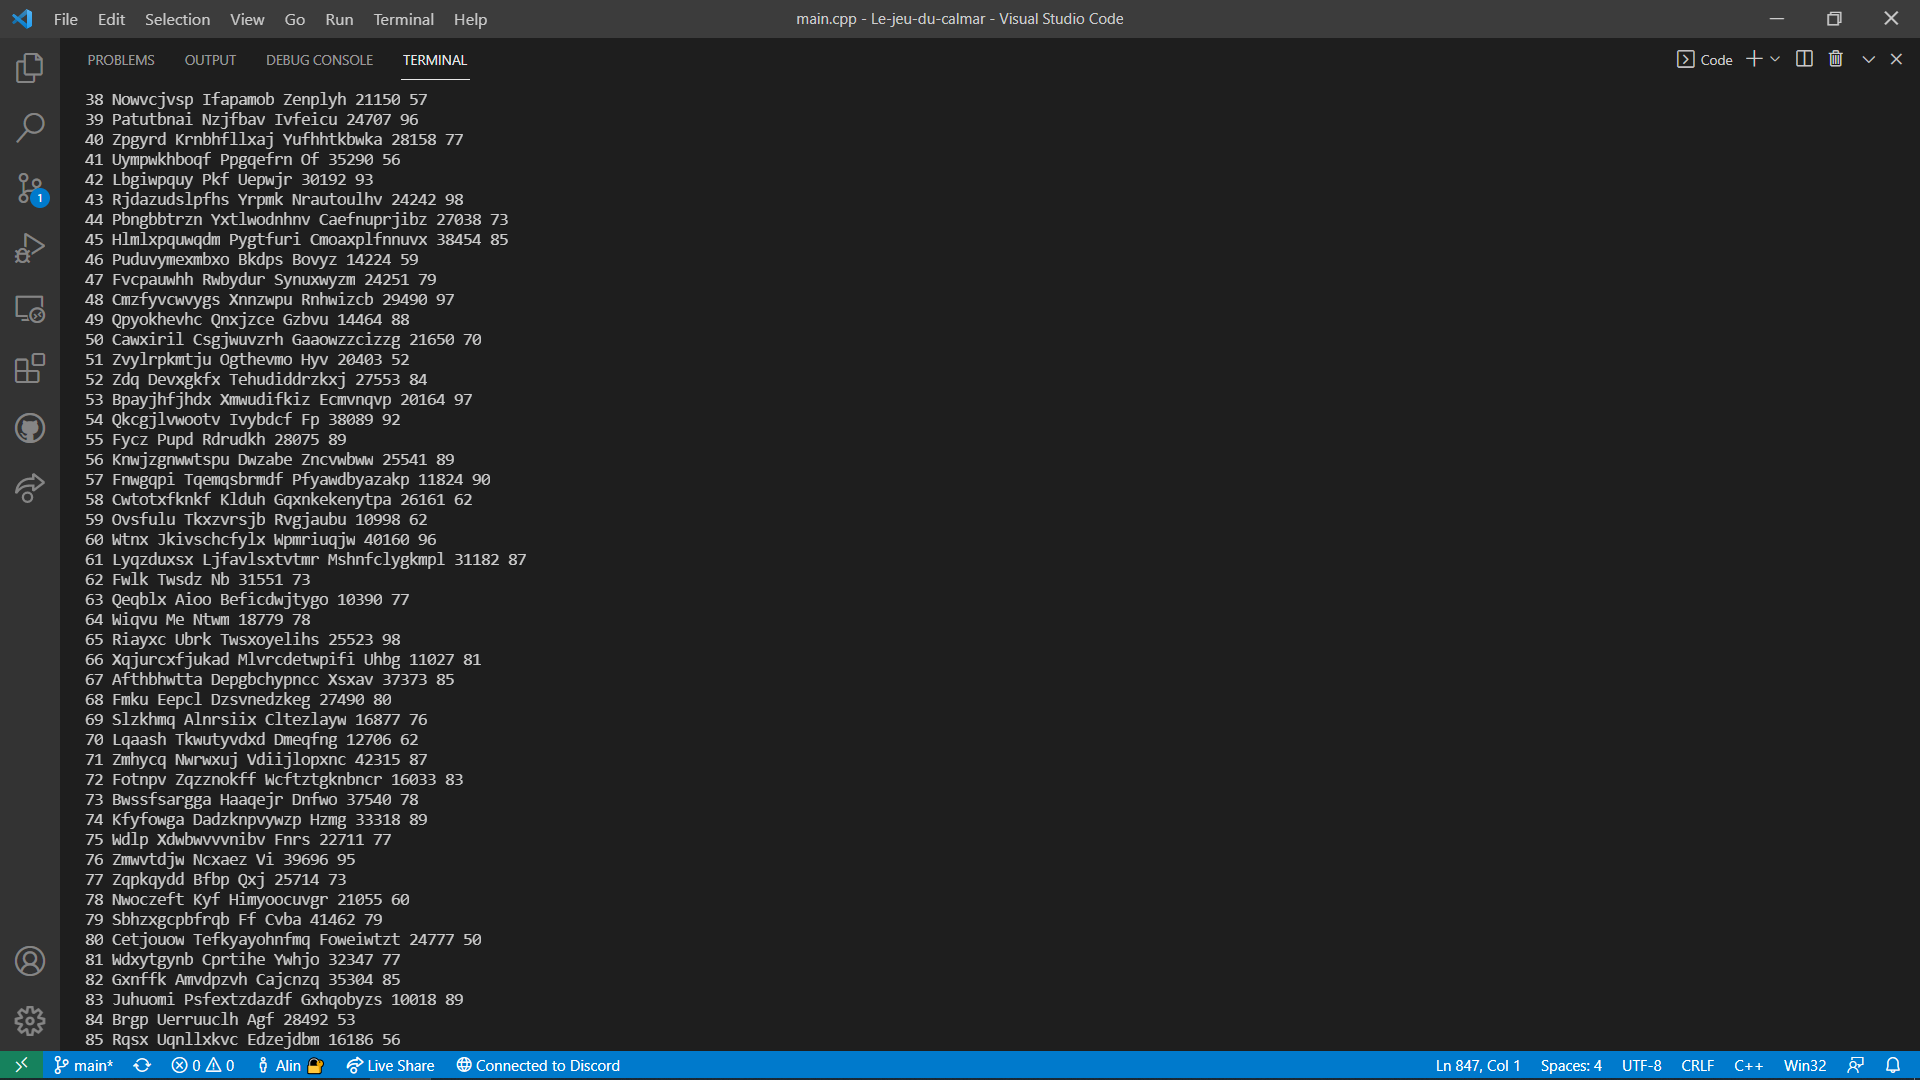 File Edit Selection View Go Run Terminal Help main.cpp - Le-jeu-du-calmar - Visual Studio Code
PROBLEMS OUTPUT DEBUG CONSOLE TERMINAL Code
38 Nowvcjvsp Ifapamob Zenplyh 21150 57
39 Patutbnai Nzjfbav Ivfeicu 24707 96
40 Zpgyrd Krnbhfllxaj Yufhhtkbwka 28158 77
41 Uympwkhboqf Ppgqefrn Of 35290 56
42 Lbgiwpquy Pkf Uepwjr 30192 93
43 Rjdazudslpfhs Yrpmk Nrautoulhv 24242 98
44 Pbngbbtrzn Yxtlwodnhnv Caefnuprjibz 27038 73
45 Hlmlxpquwqdm Pygtfuri Cmoaxplfnnuvx 38454 85
46 Puduvymexmbxo Bkdps Bovyz 14224 59
47 Fvcpauwhh Rwbydur Synuxwyzm 24251 79
48 Cmzfyvcwvygs Xnnzwpu Rnhwizcb 29490 97
49 Qpyokhevhc Qnxjzce Gzbvu 14464 88
50 Cawxiril Csgjwuvzrh Gaaowzzcizzg 21650 70
51 Zvylrpkmtju Ogthevmo Hyv 20403 52
52 Zdq Devxgkfx Tehudiddrzkxj 27553 84
53 Bpayjhfjhdx Xmwudifkiz Ecmvnqvp 20164 97
54 Qkcgjlvwootv Ivybdcf Fp 38089 92
55 Fycz Pupd Rdrudkh 28075 89
56 Knwjzgnwwtspu Dwzabe Zncvwbww 25541 89
57 Fnwgqpi Tqemqsbrmdf Pfyawdbyazakp 11824 90
58 Cwtotxfknkf Klduh Gqxnkekenytpa 26161 62
59 Ovsfulu Tkxzvrsjb Rvgjaubu 10998 62
60 Wtnx Jkivschcfylx Wpmriuqjw 40160 96
61 Lyqzduxsx Ljfavlsxtvtmr Mshnfclygkmpl 31182 87
62 Fwlk Twsdz Nb 31551 73
63 Qeqblx Aioo Beficdwjtygo 10390 77
64 Wiqvu Me Ntwm 18779 78
65 Riayxc Ubrk Twsxoyelihs 25523 98
66 Xqjurcxfjukad Mlvrcdetwpifi Uhbg 11027 81
67 Afthbhwtta Depgbchypncc Xsxav 37373 85
68 Fmku Eepcl Dzsvnedzkeg 27490 80
69 Slzkhmq Alnrsiix Cltezlayw 16877 76
70 Lqaash Tkwutyvdxd Dmeqfng 12706 62
71 Zmhycq Nwrwxuj Vdiijlopxnc 42315 87
72 Fotnpv Zqzznokff Wcftztgknbncr 16033 83
73 Bwssfsargga Haaqejr Dnfwo 37540 78
74 Kfyfowga Dadzknpvywzp Hzmg 33318 89
75 Wdlp Xdwbwvvvnibv Fnrs 22711 77
76 Zmwvtdjw Ncxaez Vi 39696 95
77 Zqpkqydd Bfbp Qxj 25714 73
78 Nwoczeft Kyf Himyoocuvgr 21055 60
79 Sbhzxgcpbfrqb Ff Cvba 41462 79
80 Cetjouow Tefkyayohnfmq Foweiwtzt 24777 50
81 Wdxytgynb Cprtihe Ywhjo 32347 77
82 Gxnffk Amvdpzvh Cajcnzq 35304 85
83 Juhuomi Psfextzdazdf Gxhqobyzs 10018 89
84 Brgp Uerruuclh Agf 28492 53
85 Rqsx Uqnllxkvc Edzejdbm 16186 56
1
main* 0 0 Alin Live Share Connected to Discord Ln 847, Col 1 Spaces: 4 UTF-8 CRLF C++ Win32